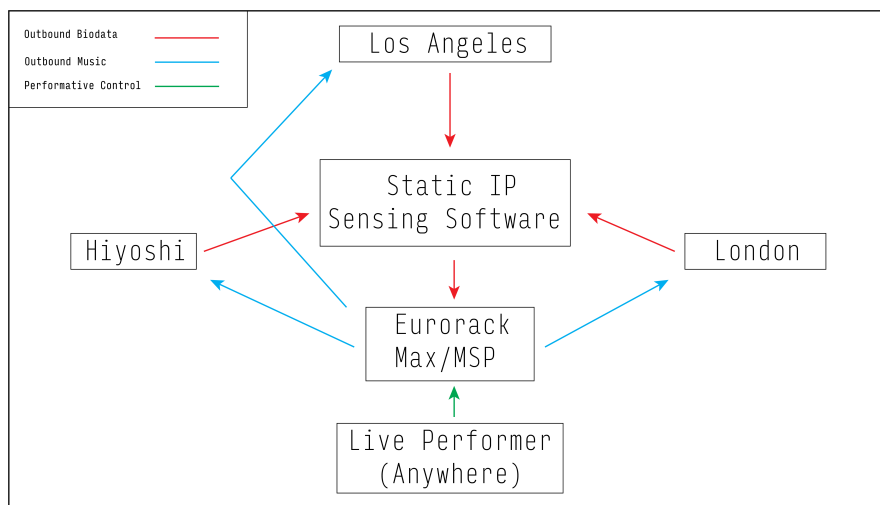 Outbound Biodata
Outbound Music
Performative Control
Los Angeles
Static IP
Sensing Software
Hiyoshi
London
Eurorack
Max/MSP
Live Performer
(Anywhere)